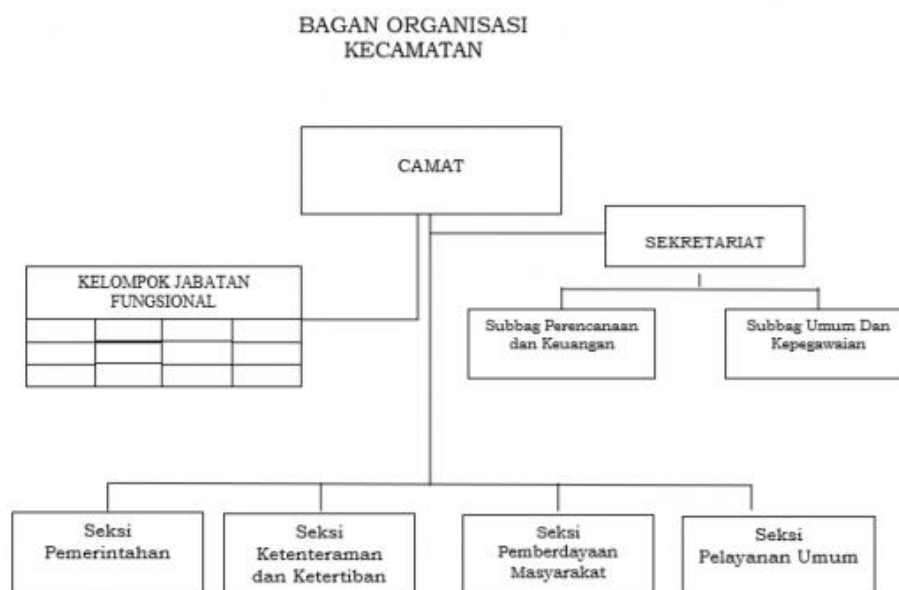 BAGAN ORGANISASI
KECAMATAN
CAMAT
SEKRETARIAT
KELOMPOK JABATAN
FUNGSIONAL
Subbag Perencanaan
dan Keuangan
Subbag Umum Dan
Kepegawaian
Seksi
Pemerintahan
Seksi
Ketenteraman
dan Ketertiban
Seksi
Pemberdayaan
Masyarakat
Seksi
Pelayanan Umum